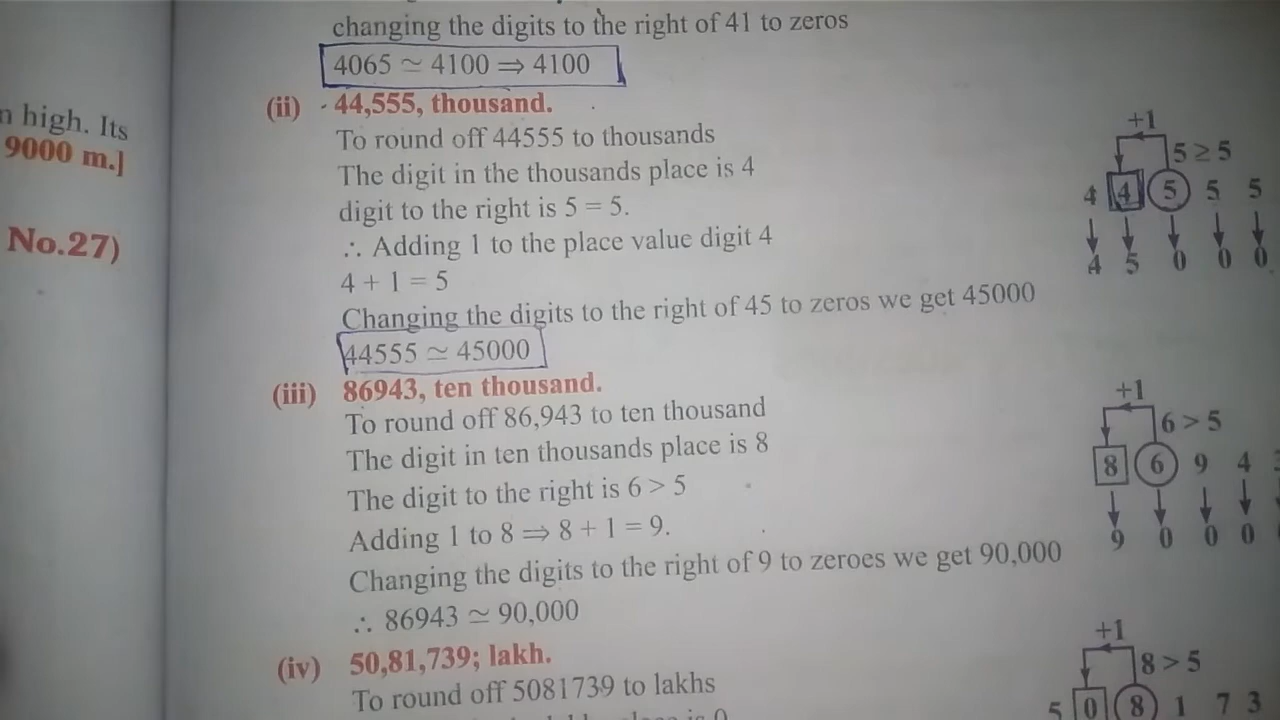 changing the digits to the right of 41 to zeros
4065 ≃ 4100 ⇒ 4100
n high. Its
9000 m.]
No.27)
(ii) 44,555, thousand.
To round off 44555 to thousands
The digit in the thousands place is 4
digit to the right is 5 = 5.
∴ Adding 1 to the place value digit 4
4 + 1 = 5
Changing the digits to the right of 45 to zeros we get 45000
44555 ≃ 45000
+1
5 ≥ 5
4 4 5 5 5
4 5 0 0 0
(iii) 86943, ten thousand.
To round off 86,943 to ten thousand
The digit in ten thousands place is 8
The digit to the right is 6 > 5
Adding 1 to 8 ⇒ 8 + 1 = 9.
Changing the digits to the right of 9 to zeroes we get 90,000
∴ 86943 ≃ 90,000
+1
6 > 5
8 6 9 4
9 0 0 0
(iv) 50,81,739; lakh.
To round off 5081739 to lakhs
place is 0
+1
8 > 5
5 0 8 1 7 3